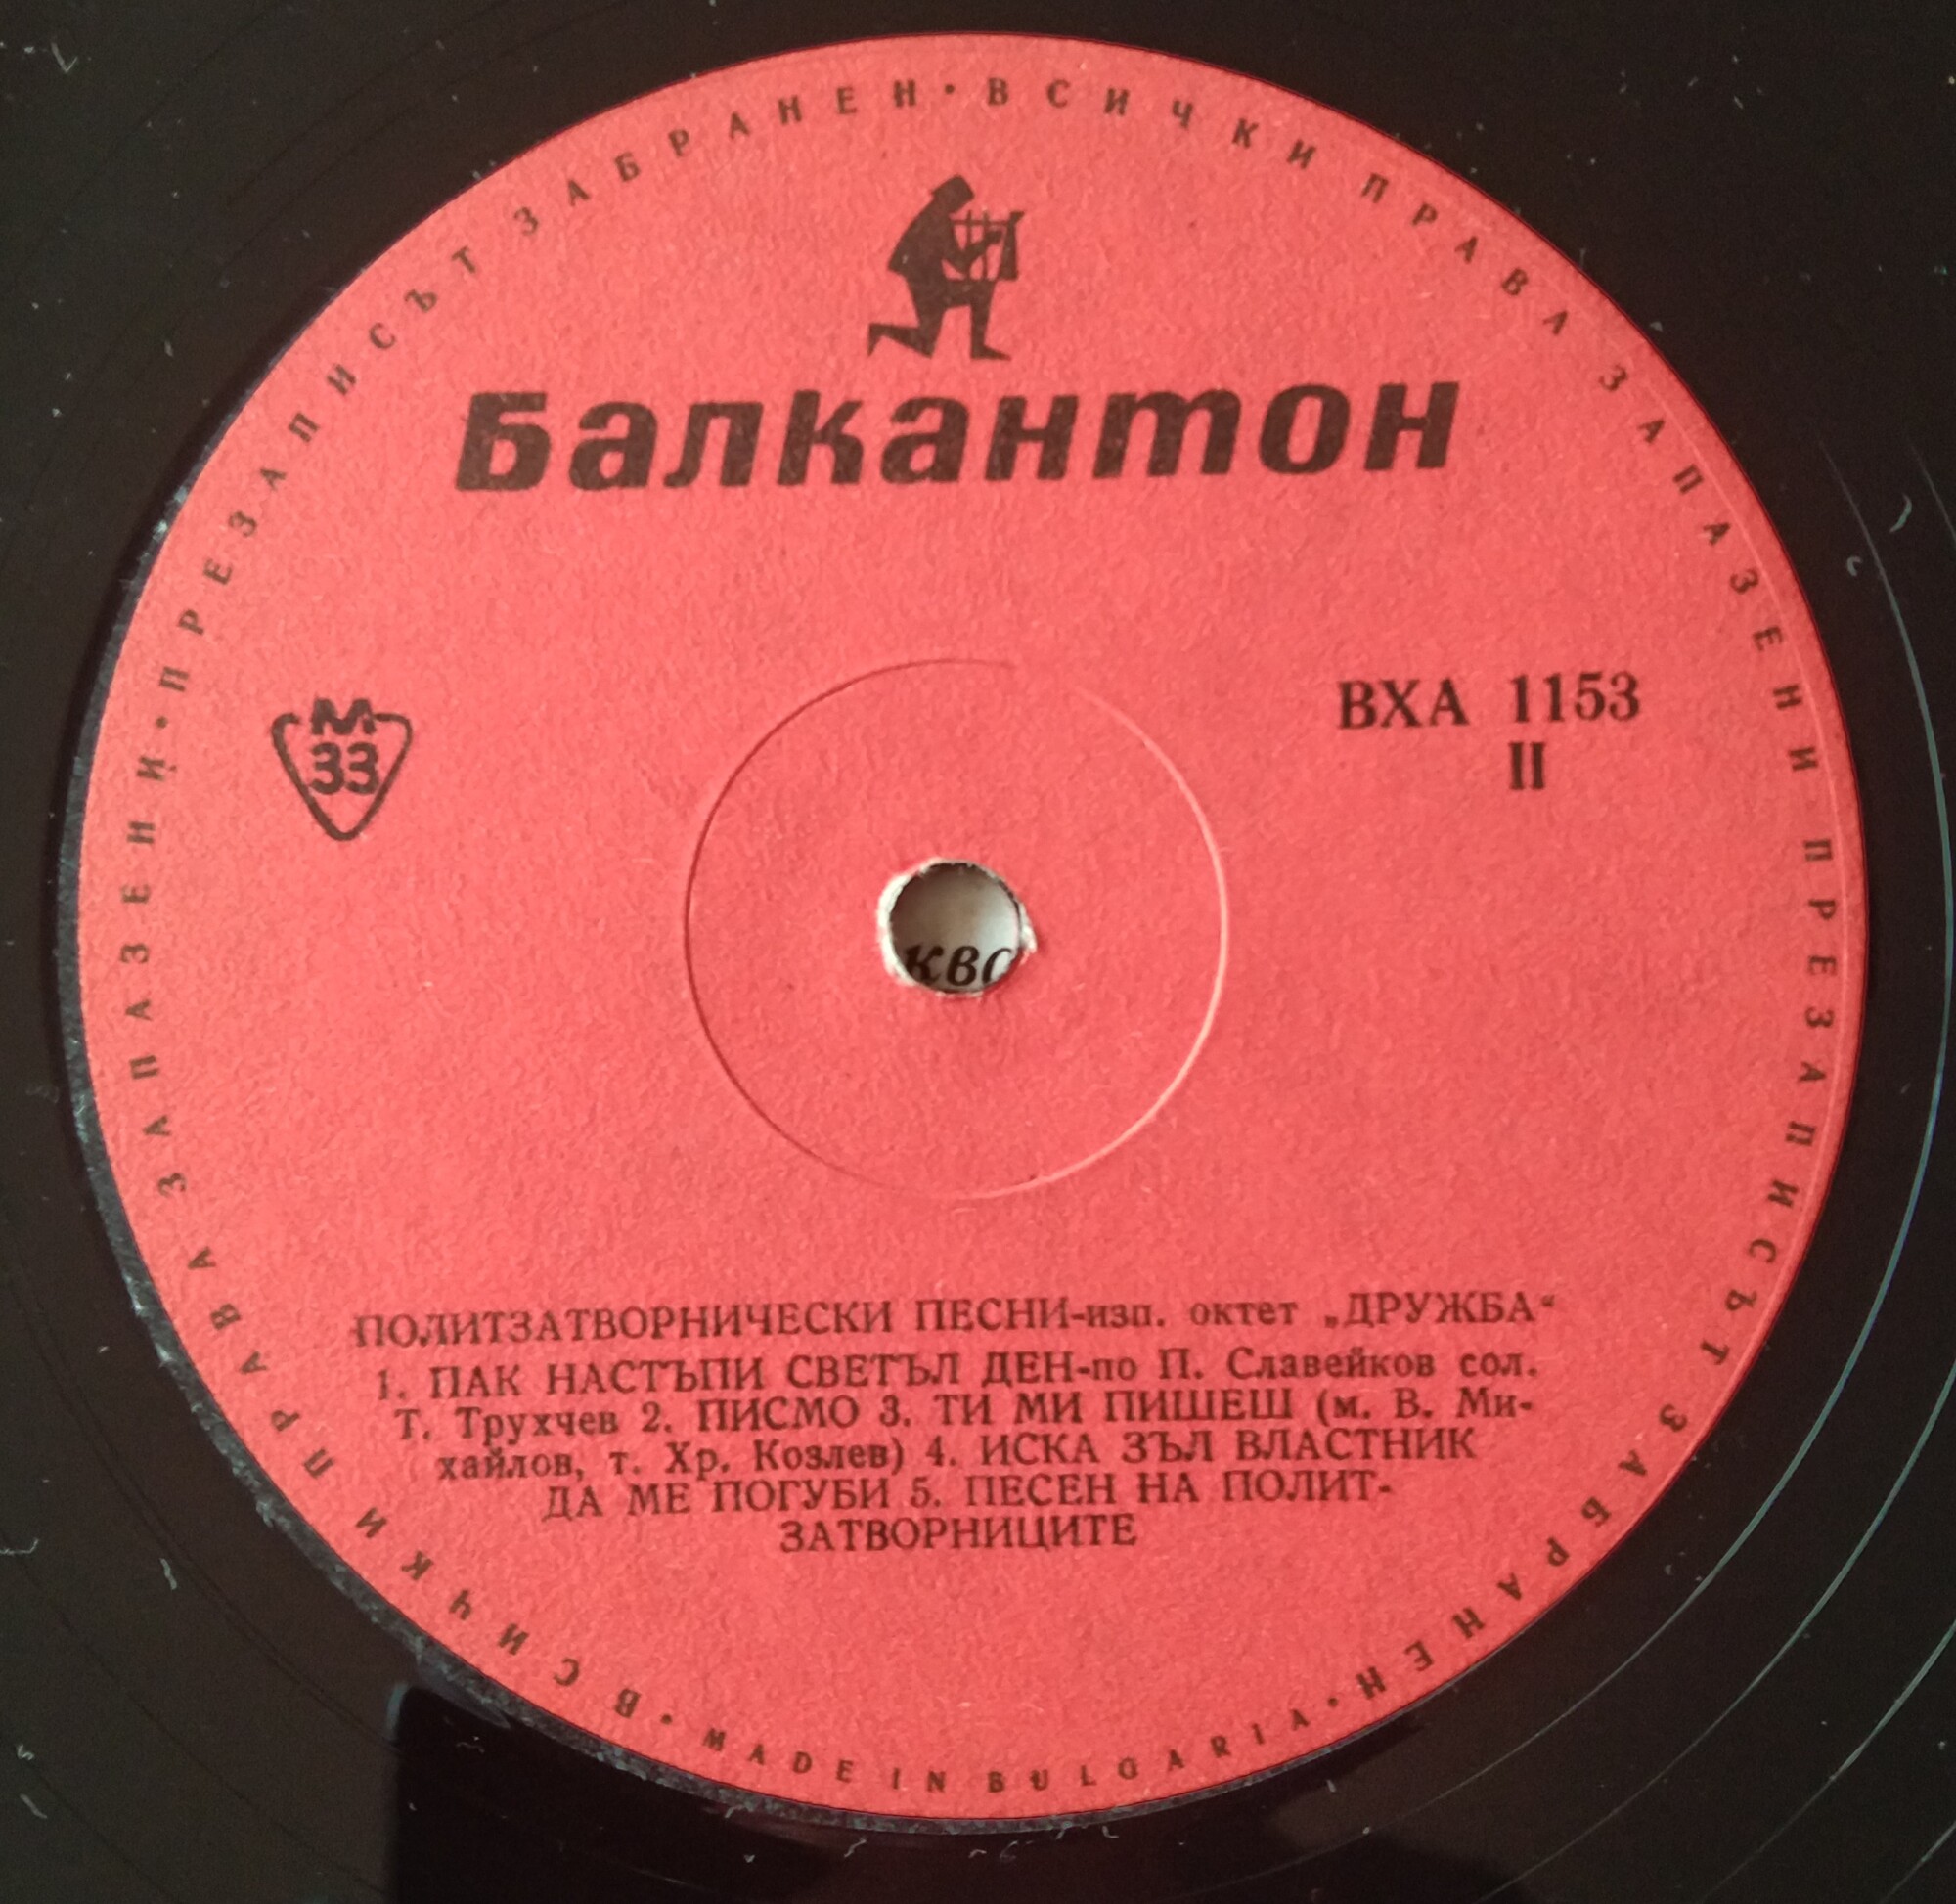 ВСИЧКИ ПРАВА ЗАПАЗЕНИ · ПРЕЗАПИСЪТ ЗАБРАНЕН · MADE IN BULGARIA · ВСИЧКИ ПРАВА ЗАПАЗЕНИ · ПРЕЗАПИСЪТ ЗАБРАНЕН ·
Балкантон
М
33
ВХА 1153
II
кво
ПОЛИТЗАТВОРНИЧЕСКИ ПЕСНИ-изп. октет „ДРУЖБА“
1. ПАК НАСТЪПИ СВЕТЪЛ ДЕН-по П. Славейков сол.
Т. Трухчев 2. ПИСМО 3. ТИ МИ ПИШЕШ (м. В. Ми-
хайлов, т. Хр. Козлев) 4. ИСКА ЗЪЛ ВЛАСТНИК
ДА МЕ ПОГУБИ 5. ПЕСЕН НА ПОЛИТ-
ЗАТВОРНИЦИТЕ